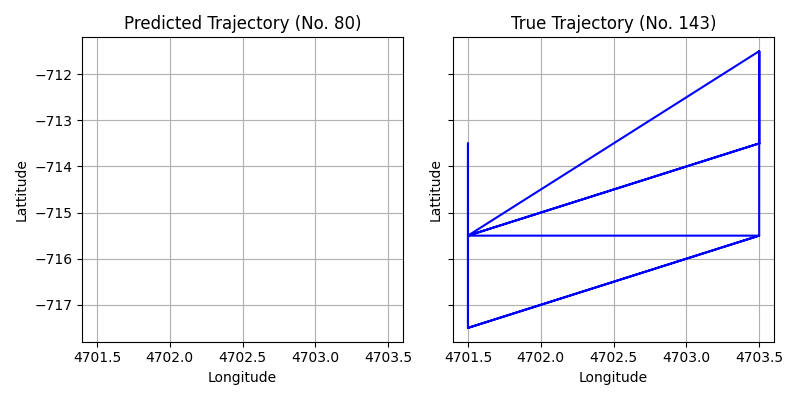 Predicted Trajectory (No. 80)
−712
−713
−714
−715
−716
−717
Lattitude
4701.5 4702.0 4702.5 4703.0 4703.5
Longitude
True Trajectory (No. 143)
Lattitude
4701.5 4702.0 4702.5 4703.0 4703.5
Longitude